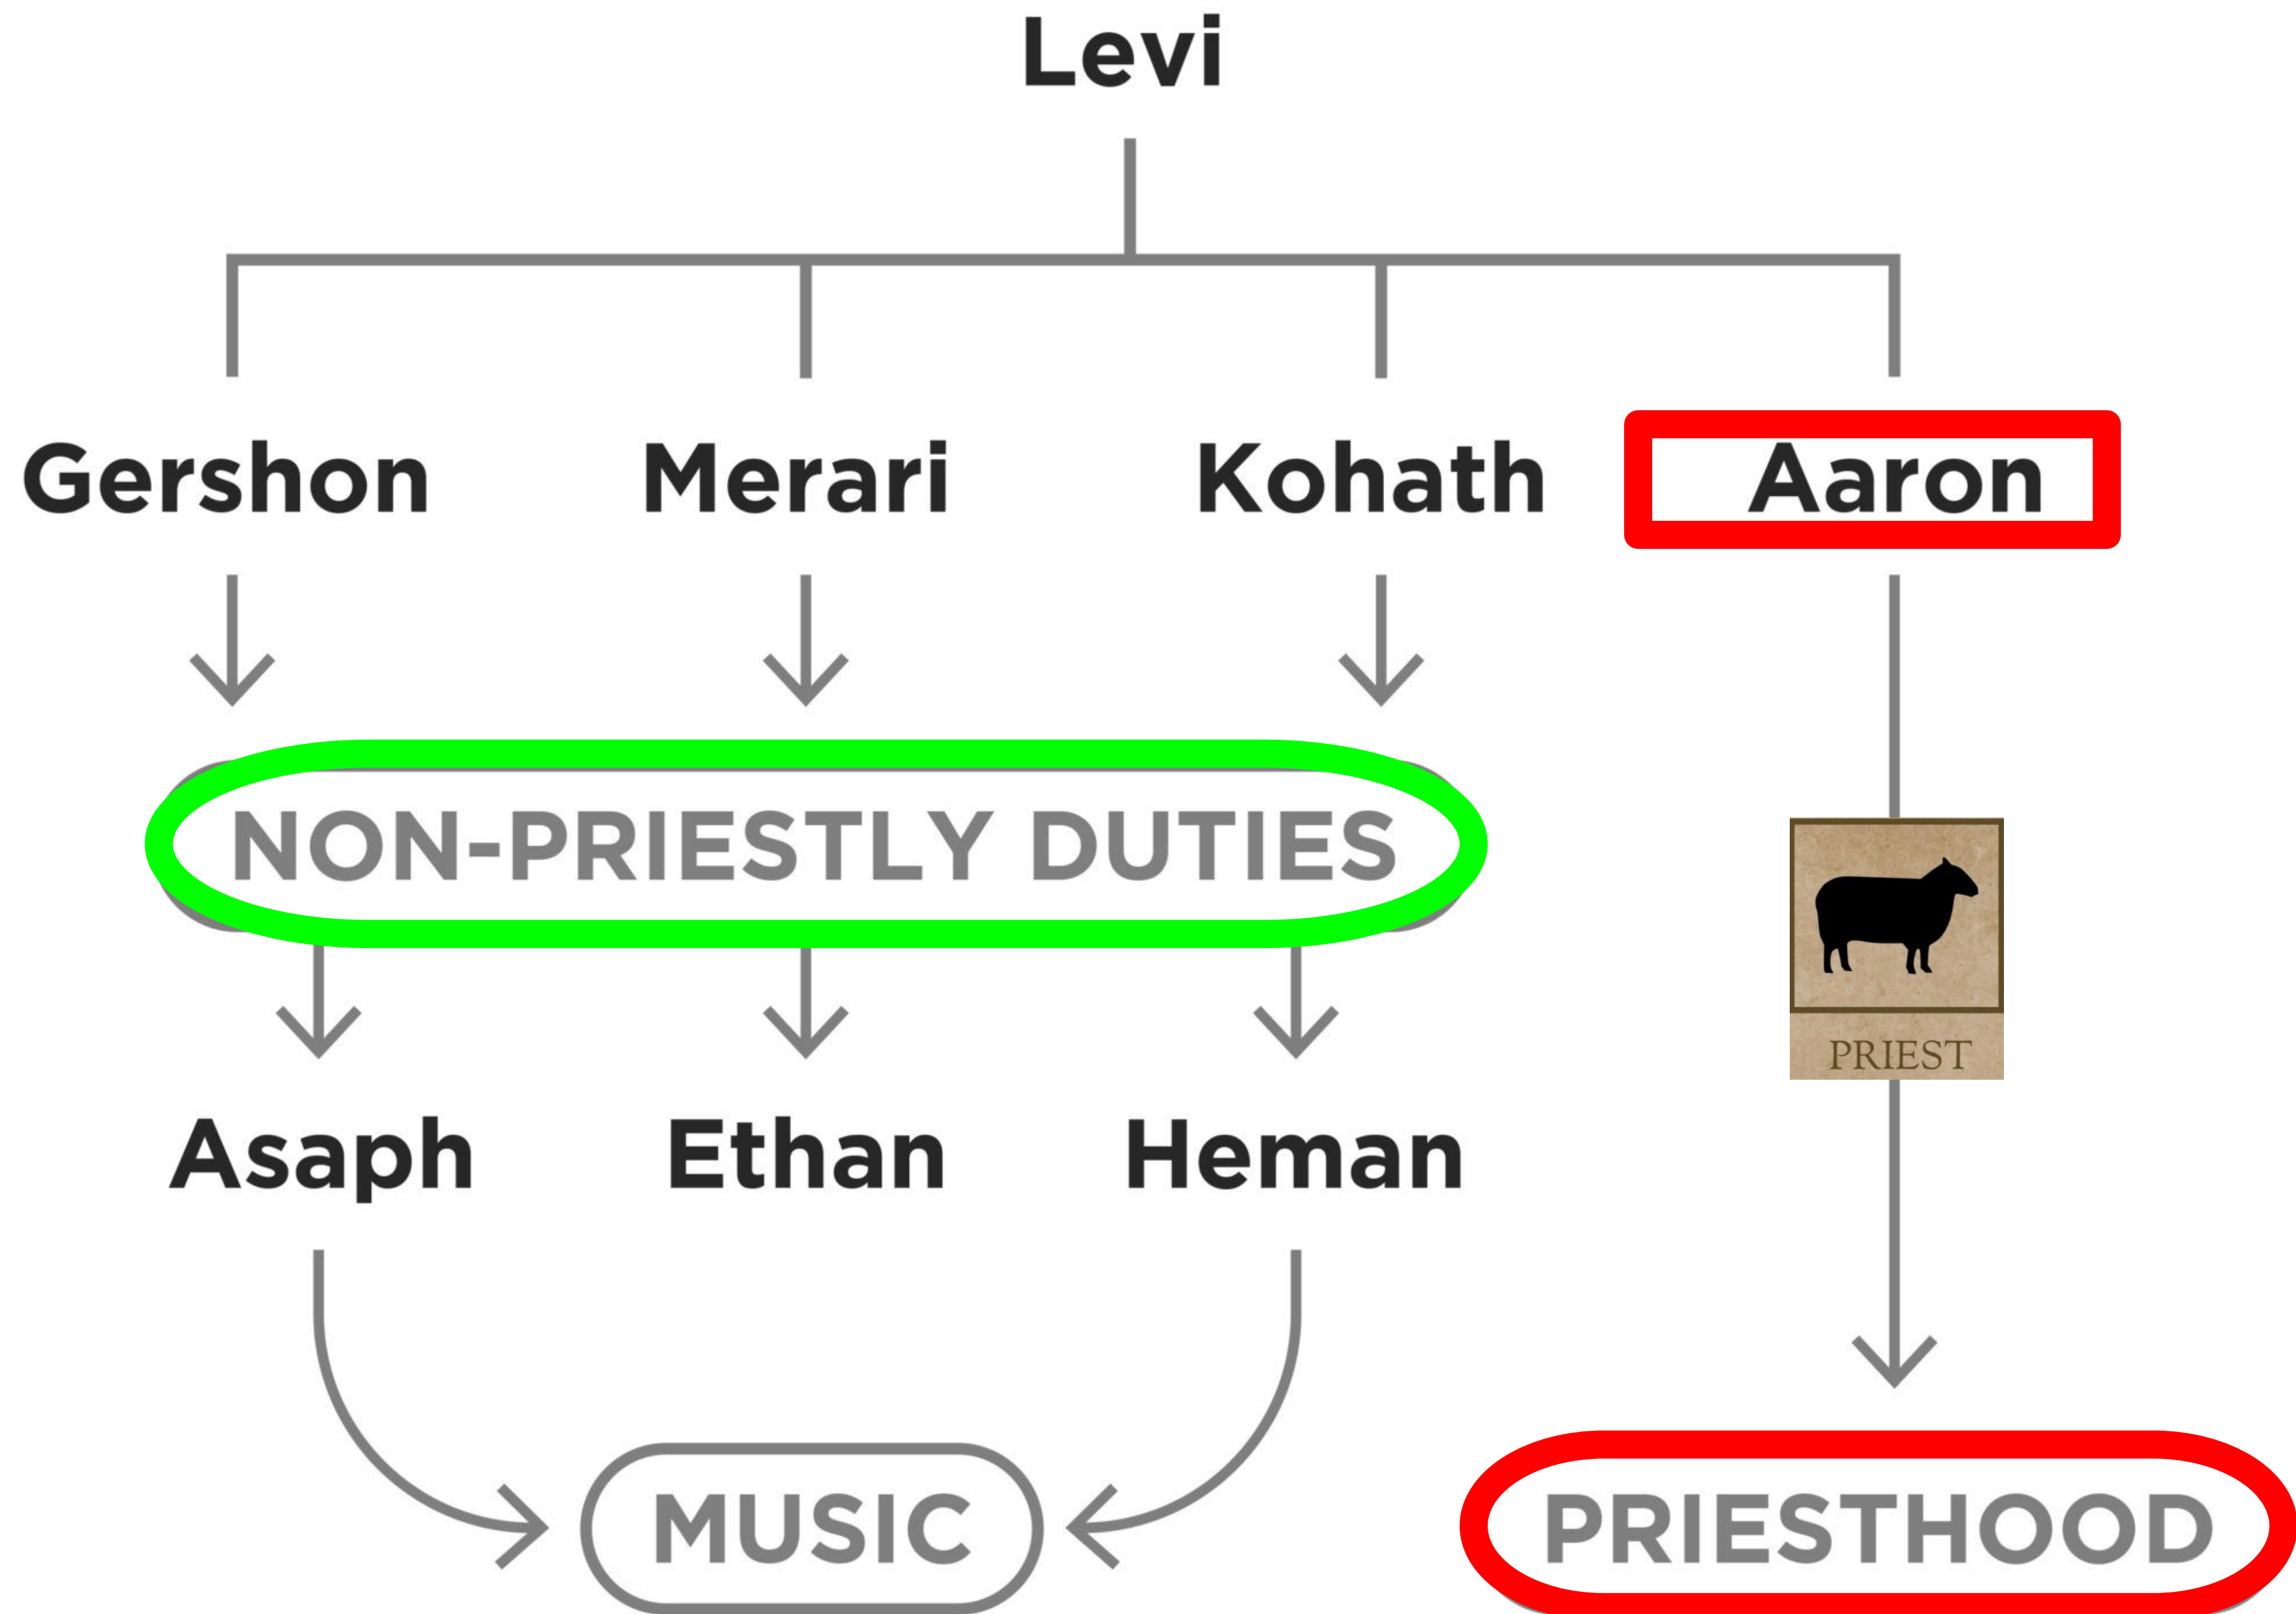 Levi
Gershon Merari Kohath Aaron
NON-PRIESTLY DUTIES
PRIEST
Asaph Ethan Heman
MUSIC PRIESTHOOD